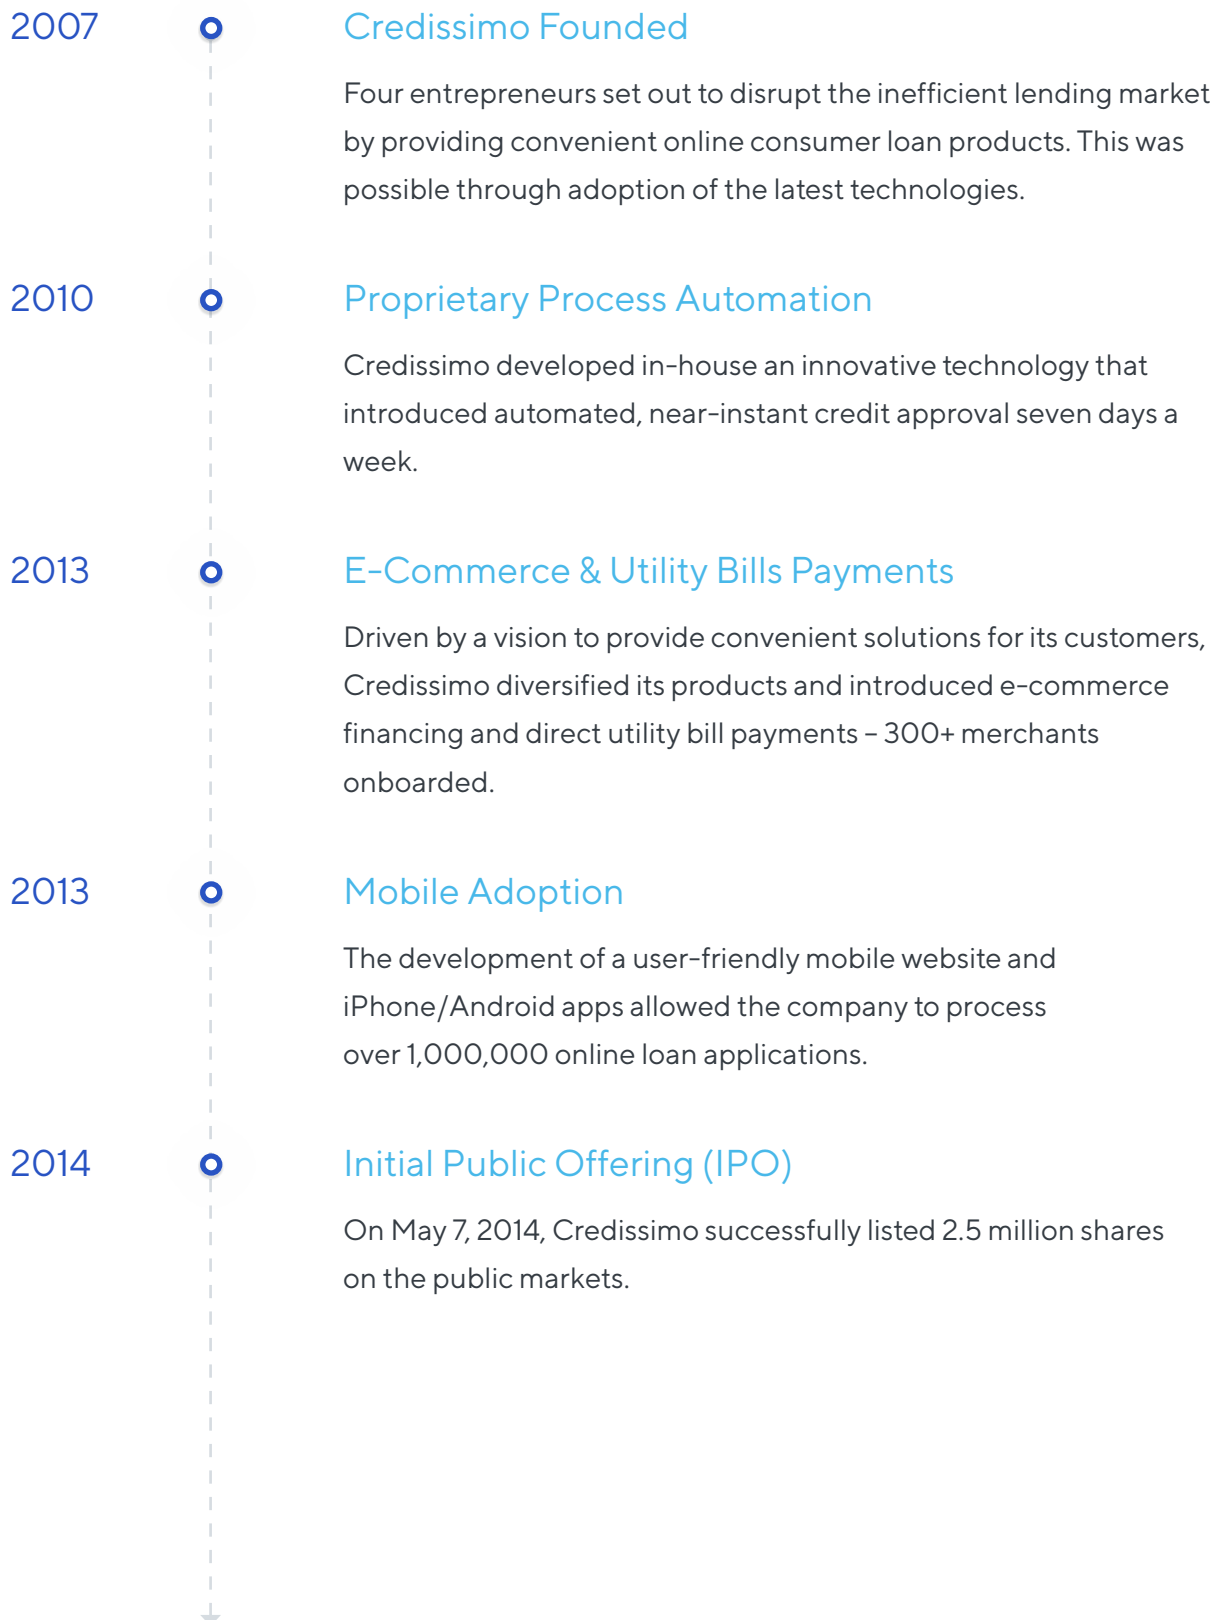 2007
Credissimo Founded
Four entrepreneurs set out to disrupt the inefficient lending market
by providing convenient online consumer loan products. This was
possible through adoption of the latest technologies.
2010
Proprietary Process Automation
Credissimo developed in-house an innovative technology that
introduced automated, near-instant credit approval seven days a
week.
2013
E-Commerce & Utility Bills Payments
Driven by a vision to provide convenient solutions for its customers,
Credissimo diversified its products and introduced e-commerce
financing and direct utility bill payments – 300+ merchants
onboarded.
2013
Mobile Adoption
The development of a user-friendly mobile website and
iPhone/Android apps allowed the company to process
over 1,000,000 online loan applications.
2014
Initial Public Offering (IPO)
On May 7, 2014, Credissimo successfully listed 2.5 million shares
on the public markets.